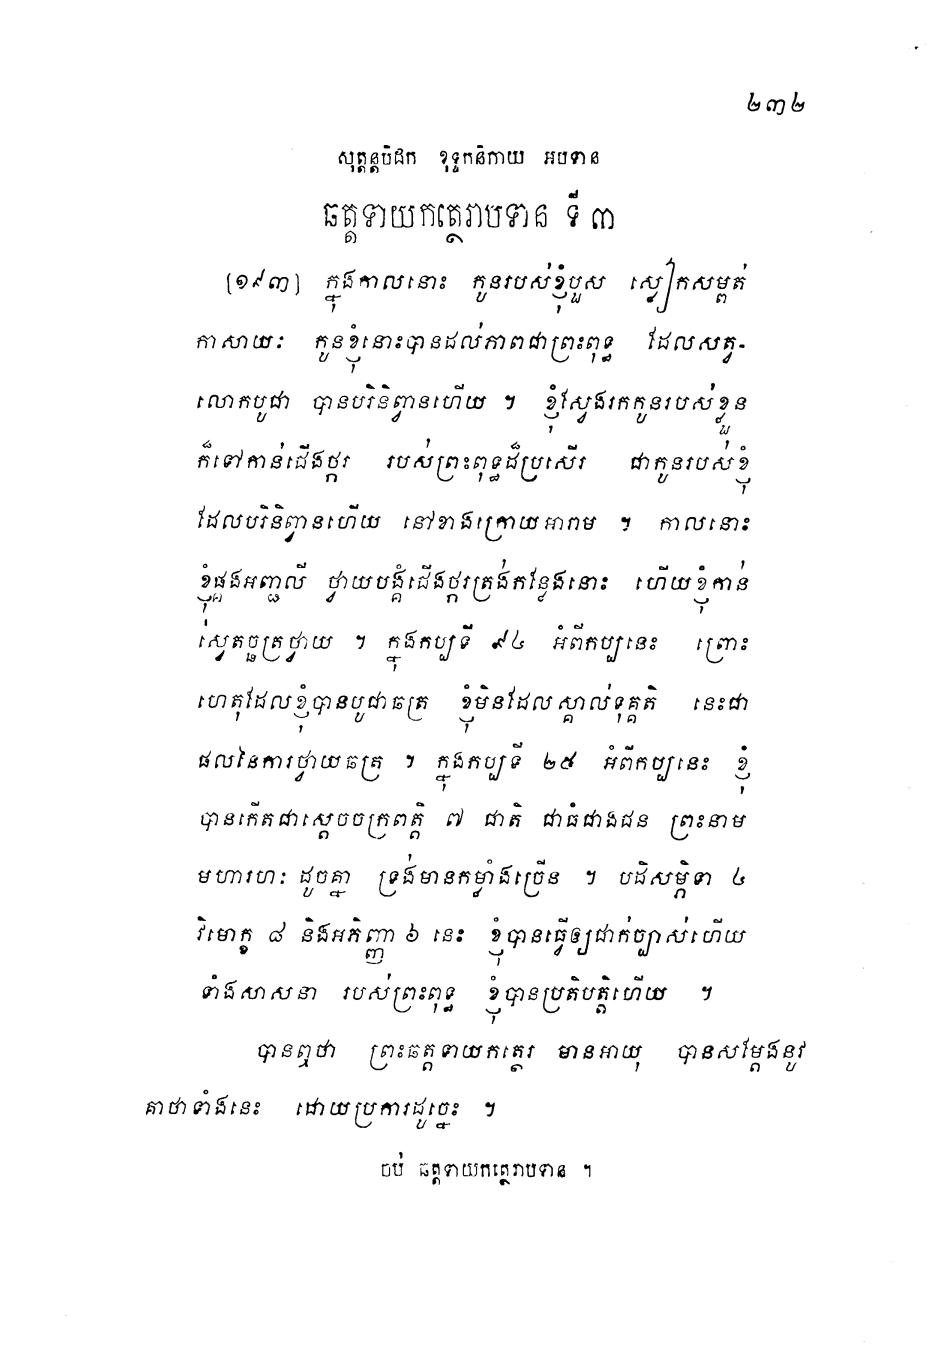 ២៣២
សុត្តន្តបិដក ខុទ្ទកនិកាយ អបទាន
ឆត្តទាយកត្ថេរាបទាន ទី ៣
[១៩៣] ក្នុងកាលនោះ កូនរបស់ខ្ញុំបួស ស្លៀកសម្ពត់
កាសាយៈ កូនខ្ញុំនោះបានដល់ភាពជាព្រះពុទ្ធ ដែលសត្វ-
លោកបូជា បានបរិនិព្វានហើយ ។ ខ្ញុំស្វែងរកកូនរបស់ខ្លួន
ក៏ទៅកាន់ជើងថ្ករ របស់ព្រះពុទ្ធដ៏ប្រសើរ ជាកូនរបស់ខ្ញុំ
ដែលបរិនិព្វានហើយ នៅខាងក្រោយអារាម ។ កាលនោះ
ខ្ញុំផ្គងអញ្ជលី ថ្វាយបង្គំជើងថ្ករត្រង់កន្លែងនោះ ហើយខ្ញុំកាន់
ស្វេតច្ឆត្រថ្វាយ ។ ក្នុងកប្បទី ៩៤ អំពីកប្បនេះ ព្រោះ
ហេតុដែលខ្ញុំបានបូជាឆត្រ ខ្ញុំមិនដែលស្គាល់ទុគ្គតិ នេះជា
ផលនៃការថ្វាយឆត្រ ។ ក្នុងកប្បទី ២៥ អំពីកប្បនេះ ខ្ញុំ
បានកើតជាស្តេចចក្រពត្តិ ៧ ជាតិ ជាធំជាងជន ព្រះនាម
មហារហៈ ដូចគ្នា ទ្រង់មានកម្លាំងច្រើន ។ បដិសម្ភិទា ៤
វិមោក្ខ ៨ និងអភិញ្ញា ៦ នេះ ខ្ញុំបានធ្វើឲ្យជាក់ច្បាស់ហើយ
ទាំងសាសនា របស់ព្រះពុទ្ធ ខ្ញុំបានប្រតិបត្តិហើយ ។
បានឮថា ព្រះឆត្តទាយកត្ថេរ មានអាយុ បានសម្តែងនូវ
គាថាទាំងនេះ ដោយប្រការដូច្នេះ ។
ចប់ ឆត្តទាយកត្ថេរាបទាន ។